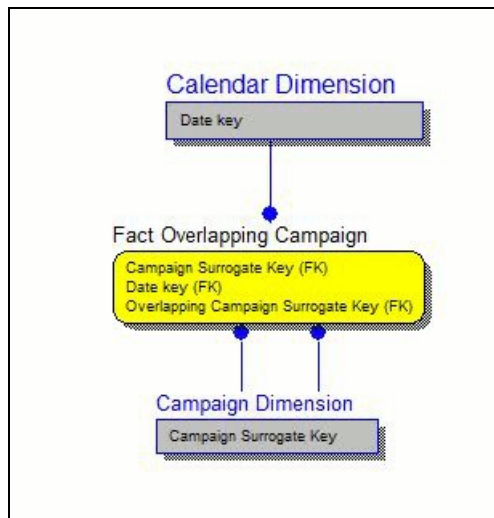 Calendar Dimension
Date key
Fact Overlapping Campaign
Campaign Surrogate Key (FK)
Date key (FK)
Overlapping Campaign Surrogate Key (FK)
Campaign Dimension
Campaign Surrogate Key